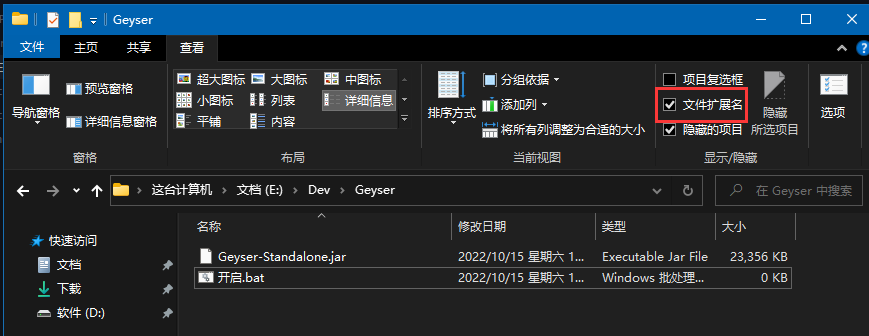 Geyser
文件 主页 共享 查看
导航窗格 预览窗格 详细信息窗格
窗格
超大图标 大图标 中图标
小图标 列表 详细信息
平铺 内容
布局
排序方式 分组依据 添加列 将所有列调整为合适的大小
当前视图
项目复选框 文件扩展名 隐藏的项目
隐藏
所选项目
显示/隐藏
选项
这台计算机 文档 (E:) Dev Geyser 在 Geyser 中搜索
名称 修改日期 类型 大小
快速访问
文档
下载
软件 (D:)
Geyser-Standalone.jar 2022/10/15 星期六 1... Executable Jar File 23,356 KB
开启.bat 2022/10/15 星期六 1... Windows 批处理... 0 KB